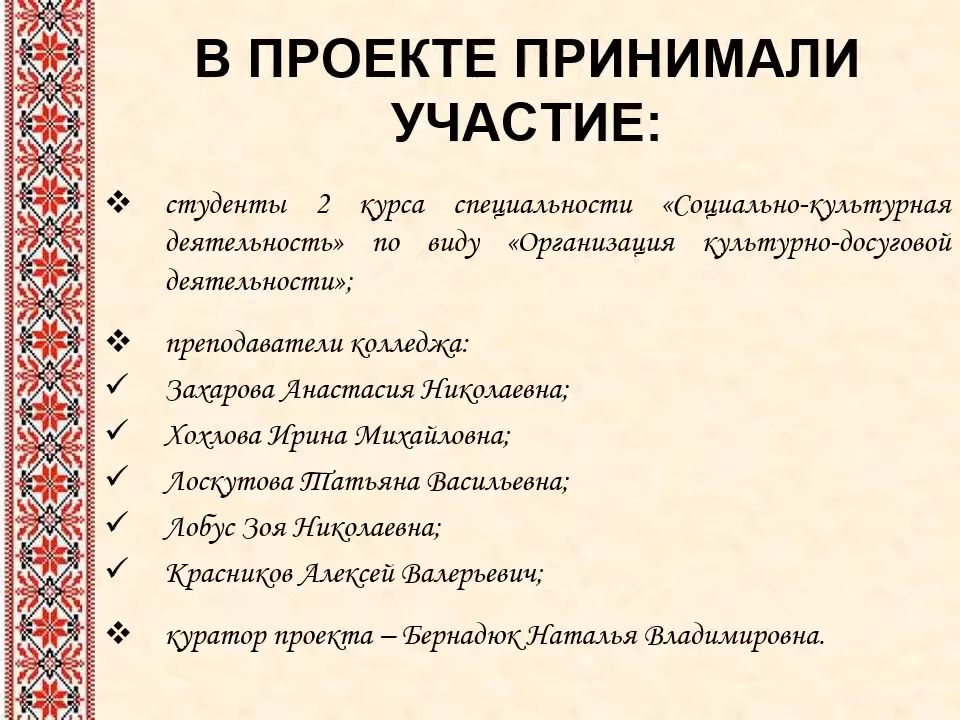 В ПРОЕКТЕ ПРИНИМАЛИ
УЧАСТИЕ:
студенты 2 курса специальности «Социально-культурная
деятельность» по виду «Организация культурно-досуговой
деятельности»;
преподаватели колледжа:
Захарова Анастасия Николаевна;
Хохлова Ирина Михайловна;
Лоскутова Татьяна Васильевна;
Лобус Зоя Николаевна;
Красников Алексей Валерьевич;
куратор проекта – Бернадюк Наталья Владимировна.